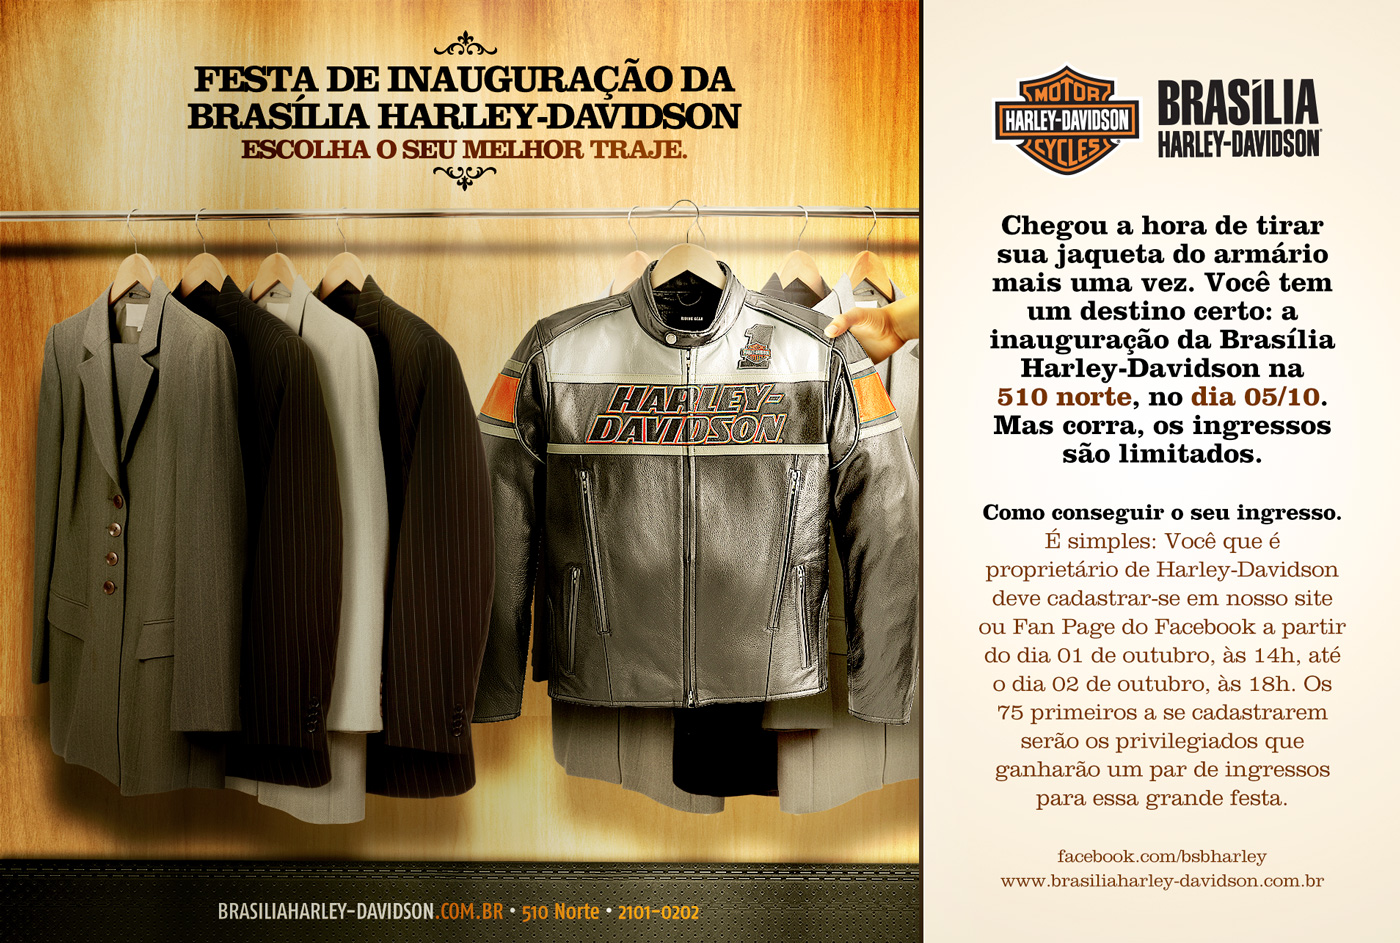 FESTA DE INAUGURAÇÃO DA
BRASÍLIA HARLEY-DAVIDSON
ESCOLHA O SEU MELHOR TRAJE.
RIDING GEAR
1
HARLEY-
DAVIDSON
BRASILIAHARLEY-DAVIDSON.COM.BR • 510 Norte • 2101-0202
MOTOR
HARLEY-DAVIDSON
CYCLES
BRASÍLIA
HARLEY-DAVIDSON
Chegou a hora de tirar
sua jaqueta do armário
mais uma vez. Você tem
um destino certo: a
inauguração da Brasília
Harley-Davidson na
510 norte, no dia 05/10.
Mas corra, os ingressos
são limitados.
Como conseguir o seu ingresso.
É simples: Você que é
proprietário de Harley-Davidson
deve cadastrar-se em nosso site
ou Fan Page do Facebook a partir
do dia 01 de outubro, às 14h, até
o dia 02 de outubro, às 18h. Os
75 primeiros a se cadastrarem
serão os privilegiados que
ganharão um par de ingressos
para essa grande festa.
facebook.com/bsbharley
www.brasiliaharley-davidson.com.br